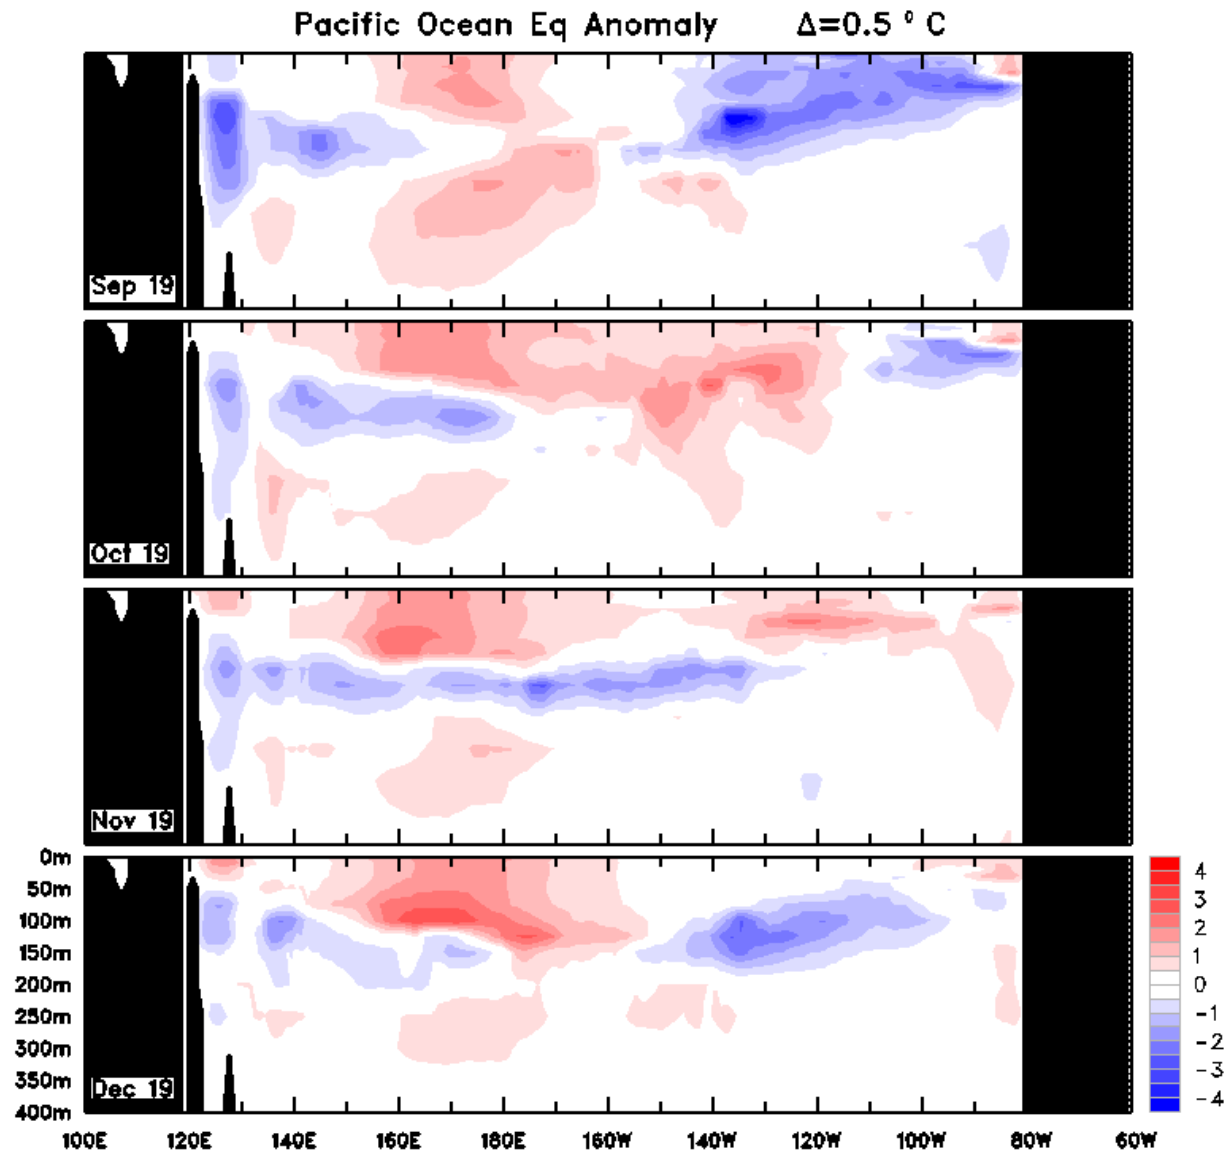 Pacific Ocean Eq Anomaly Δ=0.5 ° C
Sep 19
Oct 19
Nov 19
0m
50m
100m
150m
200m
250m
300m
350m
400m
Dec 19
4
3
2
1
0
-1
-2
-3
-4
100E 120E 140E 160E 180E 160W 140W 120W 100W 80W 60W